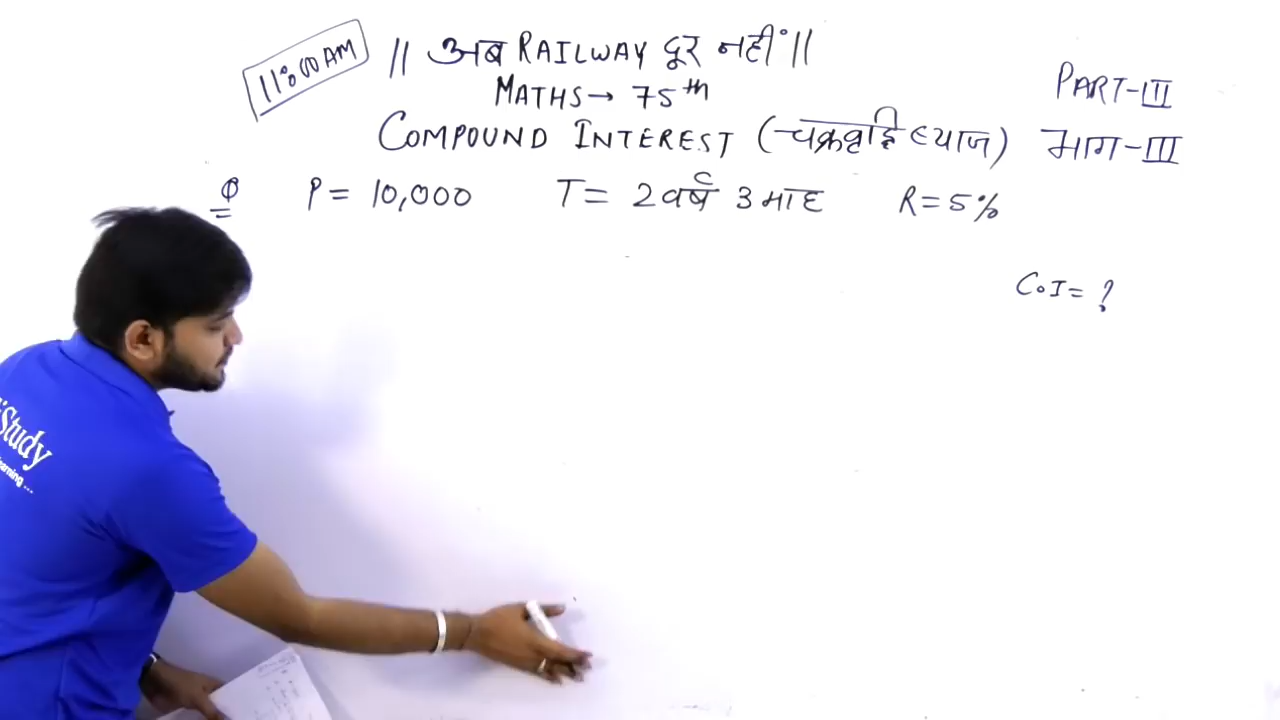 11:00 AM
|| अब RAILWAY दूर नहीं ||
MATHS → 75th
PART-III
COMPOUND INTEREST (चक्रवृद्धि ब्याज) भाग-III
Q P = 10,000 T = 2 वर्ष 3 माह R = 5%
C.I = ?
Study